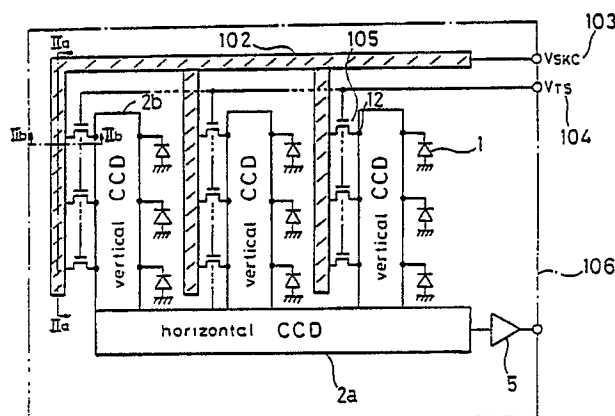 IIa
102
105
VSKC
103
VTS
104
2b
12
IIb
IIb
1
vertical CCD
vertical CCD
vertical CCD
106
IIa
horizontal CCD
5
2a